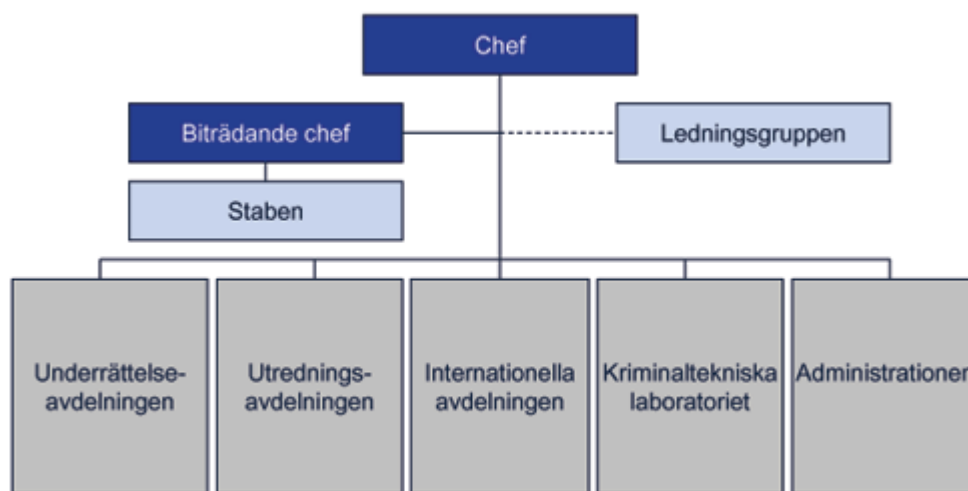 Chef
Biträdande chef
Ledningsgruppen
Staben
Underrättelse-
avdelningen
Utrednings-
avdelningen
Internationella
avdelningen
Kriminaltekniska
laboratoriet
Administrationen